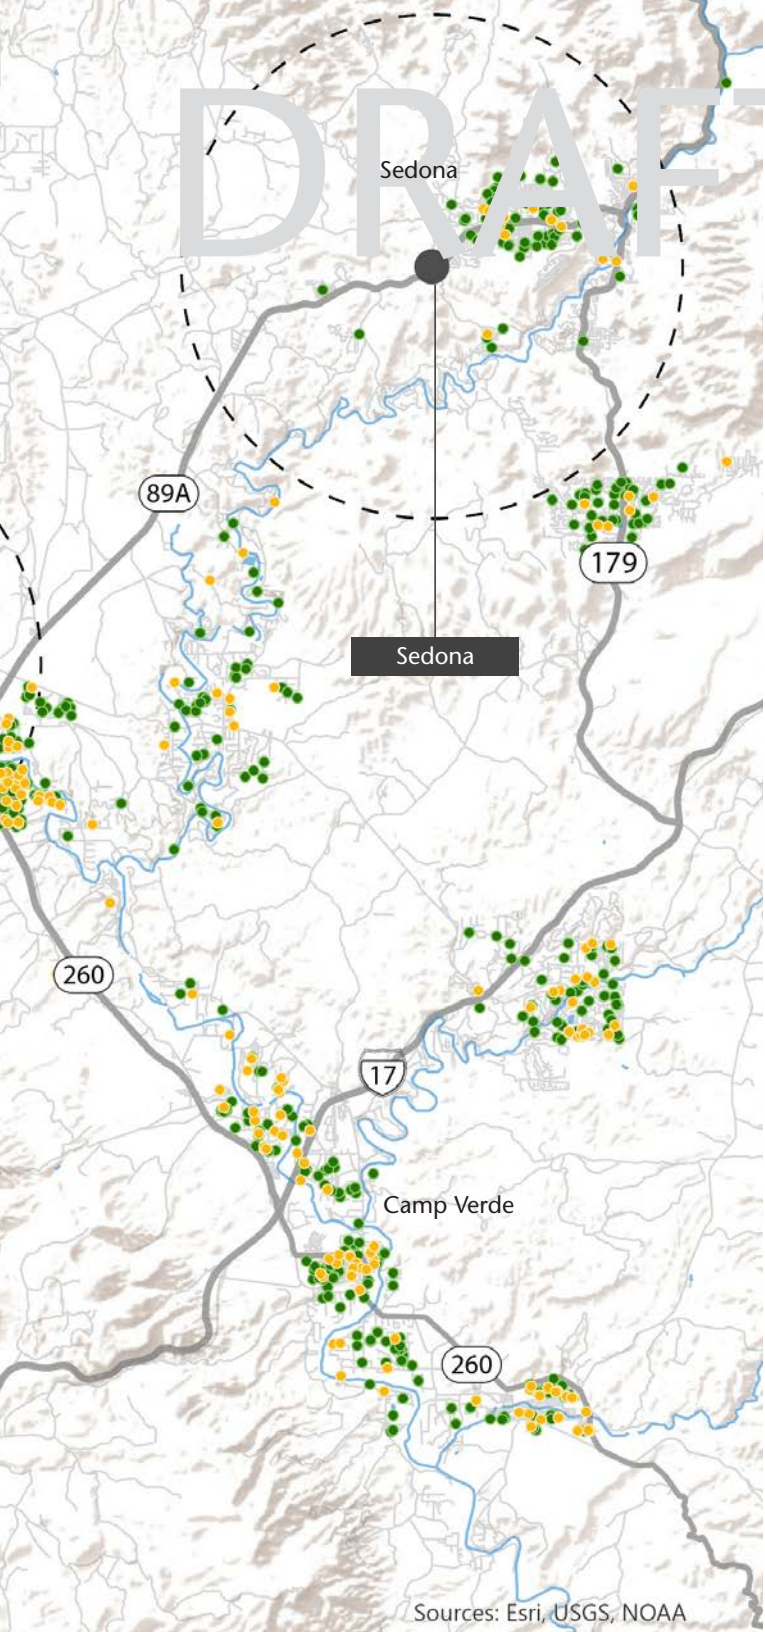 DRAFT
Sedona
89A
179
Sedona
260
17
Camp Verde
260
Sources: Esri, USGS, NOAA